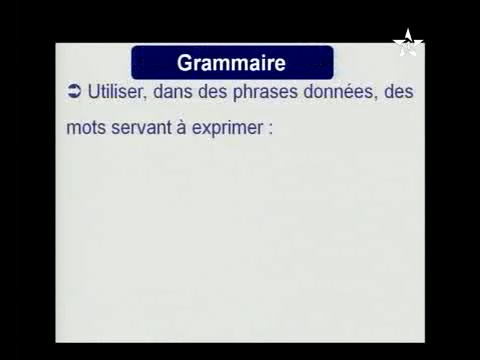 Grammaire
➲ Utiliser, dans des phrases données, des
mots servant à exprimer :